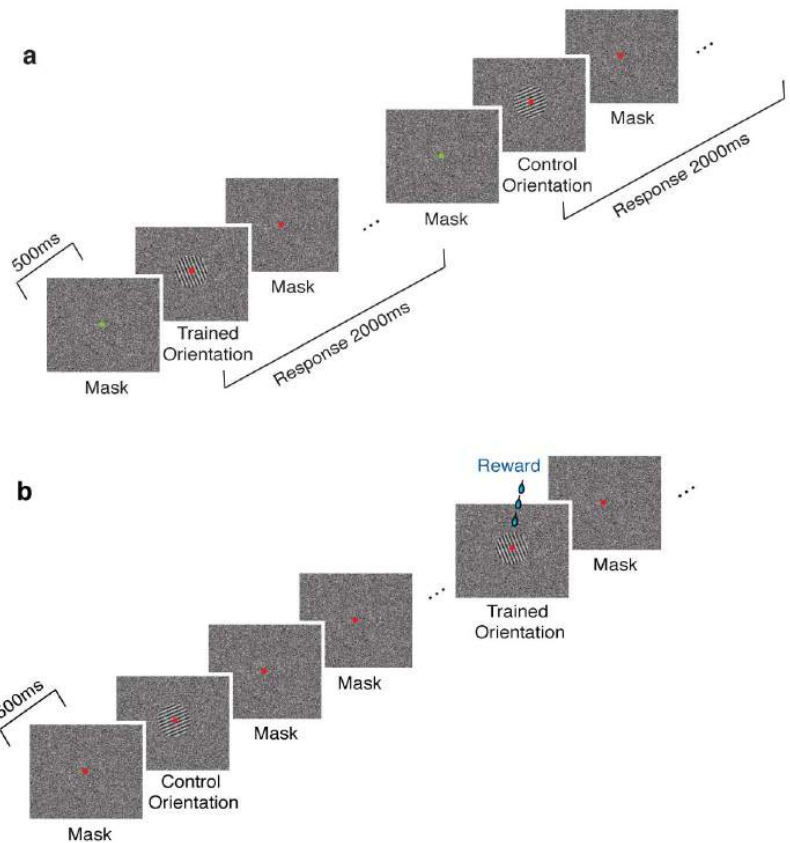 a
Mask
Control
Orientation
Mask
Response 2000ms
500ms
Mask
Trained
Orientation
Response 2000ms
Mask
b
Reward
Mask
Trained
Orientation
Mask
Mask
500ms
Control
Orientation
Mask